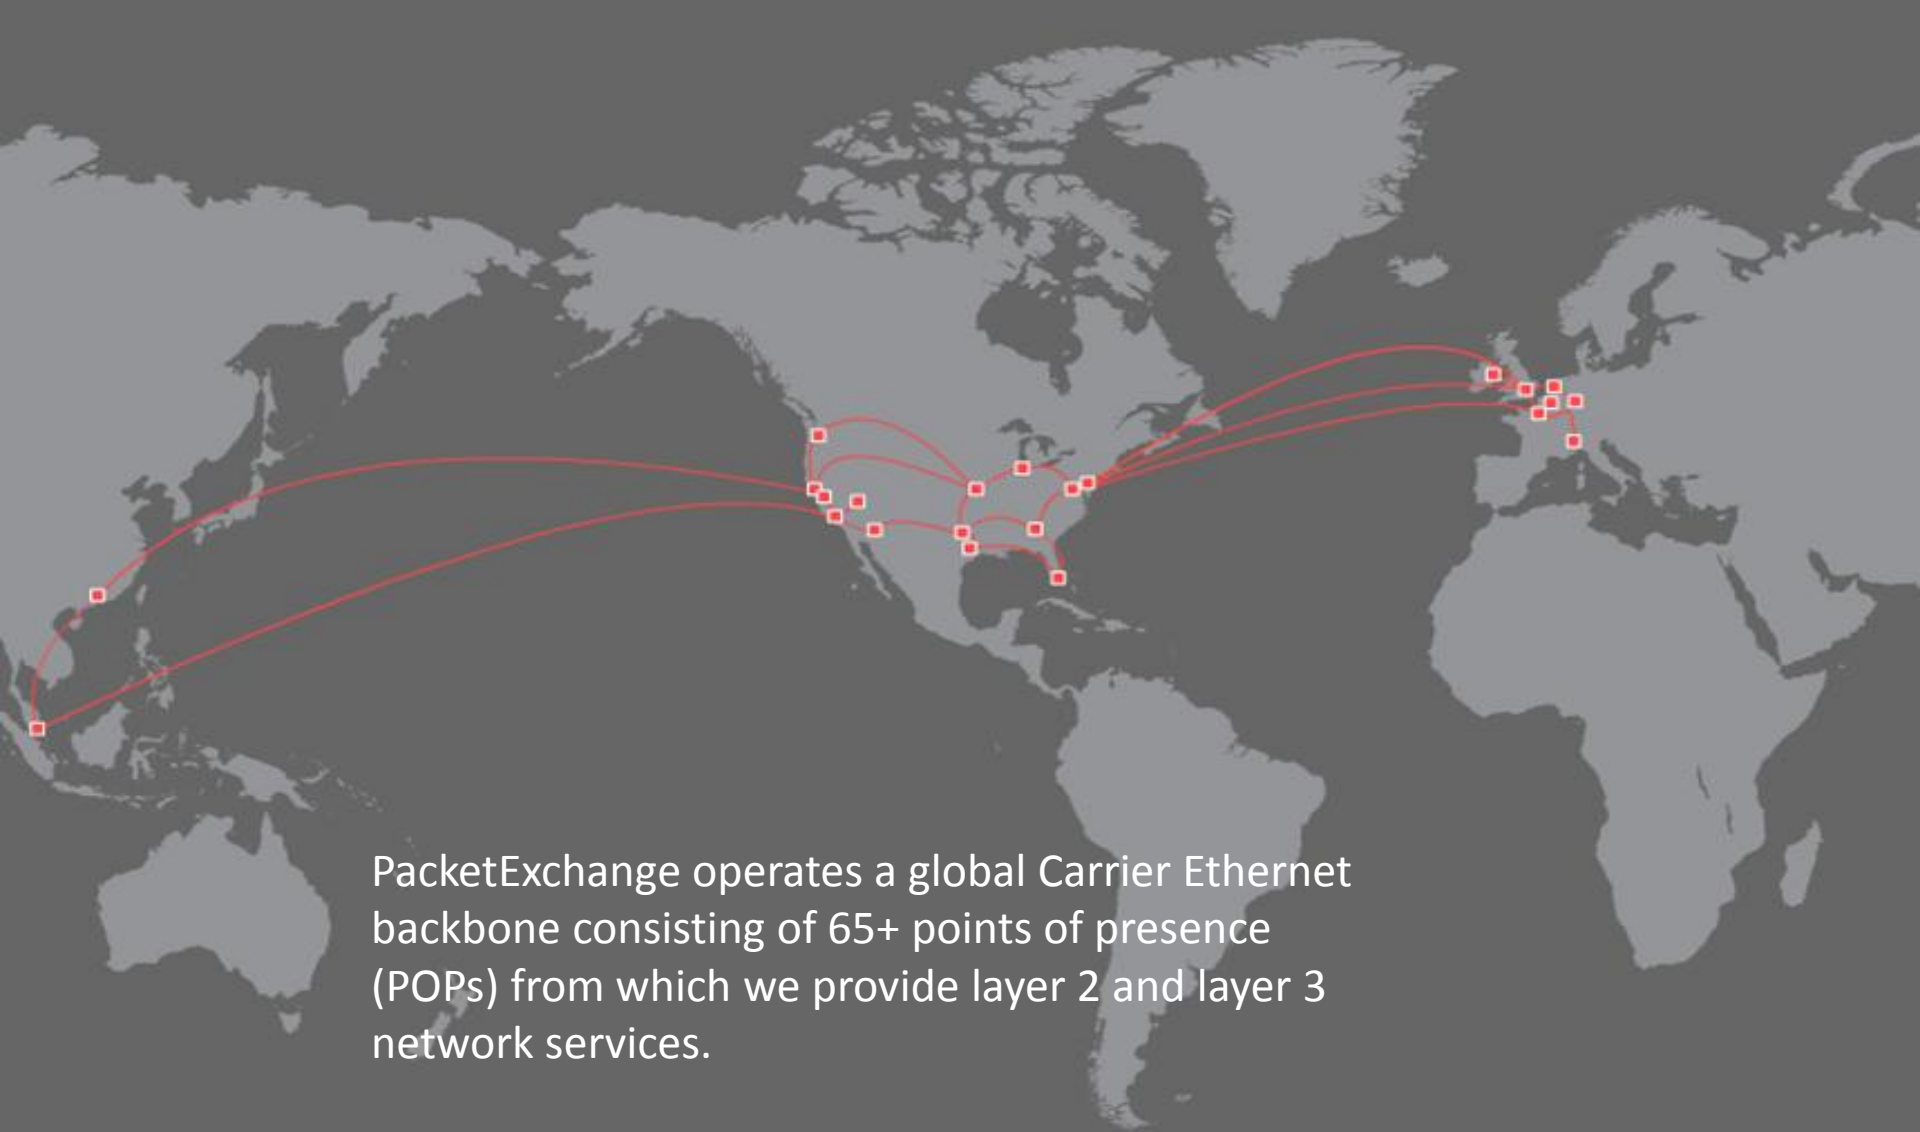 PacketExchange operates a global Carrier Ethernet
backbone consisting of 65+ points of presence
(POPs) from which we provide layer 2 and layer 3
network services.